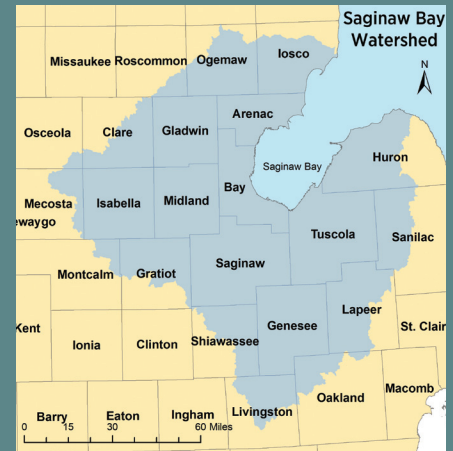 Saginaw Bay
Watershed
N
Missaukee Roscommon Ogemaw Iosco
Arenac
Osceola Clare Gladwin
Huron
Saginaw Bay
Bay
Mecosta Isabella Midland
ewaygo
Tuscola
Sanilac
Saginaw
Montcalm Gratiot
Lapeer
Kent
Genesee
St. Clair
Ionia Clinton Shiawassee
Macomb
Oakland
Barry Eaton Ingham Livingston
0 15 30 60 Miles